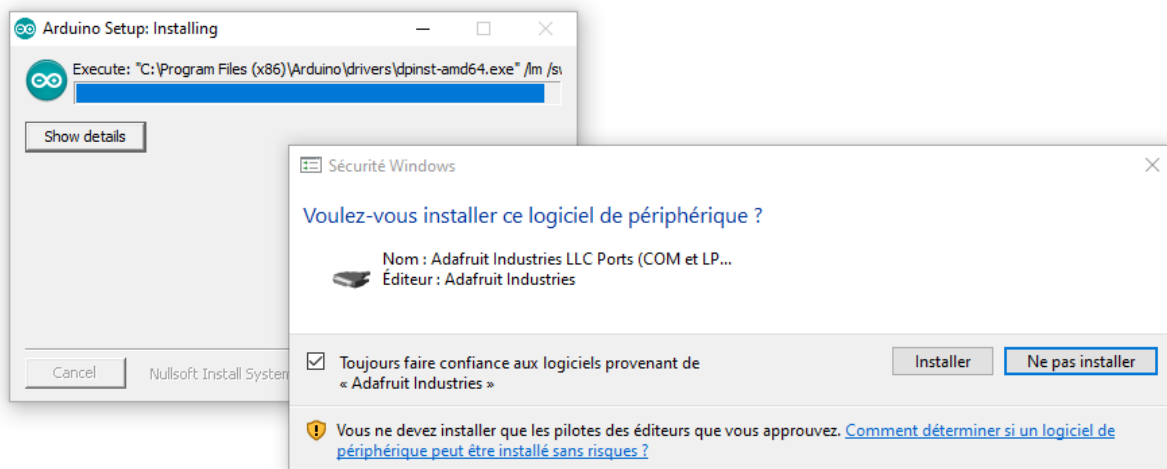 Arduino Setup: Installing
Execute: "C:\Program Files (x86)\Arduino\drivers\dpinst-amd64.exe" /lm /sw
Show details
Cancel
Nullsoft Install System
Sécurité Windows
Voulez-vous installer ce logiciel de périphérique ?
Nom : Adafruit Industries LLC Ports (COM et LP...
Éditeur : Adafruit Industries
Toujours faire confiance aux logiciels provenant de
« Adafruit Industries »
Installer
Ne pas installer
Vous ne devez installer que les pilotes des éditeurs que vous approuvez. Comment déterminer si un logiciel de
périphérique peut être installé sans risques ?